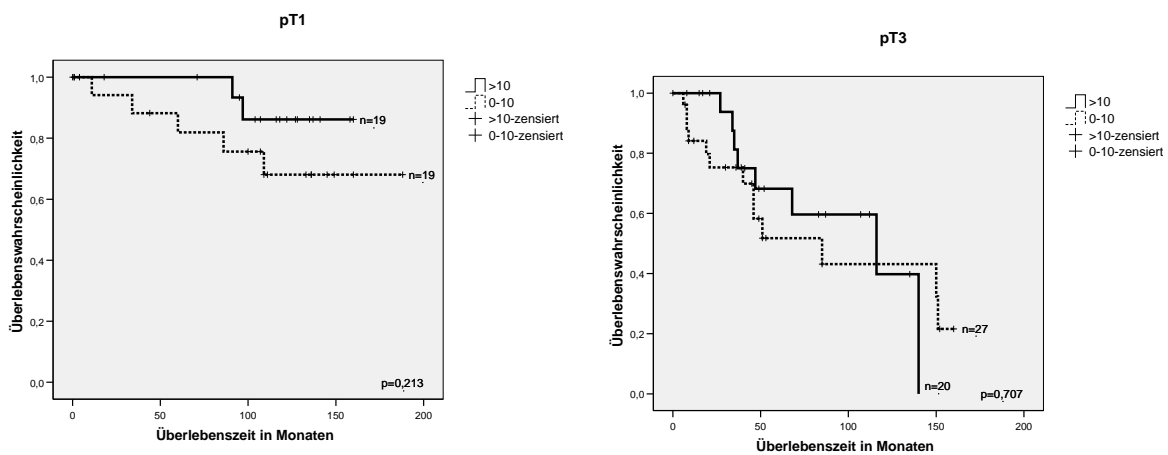 pT1
Überlebenswahrscheinlichkeit
1,0
0,8
0,6
0,4
0,2
0,0
n=19
n=19
p=0,213
0
50
100
150
200
Überlebenszeit in Monaten
>10
0-10
>10-zensiert
0-10-zensiert
pT3
Überlebenswahrscheinlichkeit
1,0
0,8
0,6
0,4
0,2
0,0
n=27
n=20
p=0,707
0
50
100
150
200
Überlebenszeit in Monaten
>10
0-10
>10-zensiert
0-10-zensiert